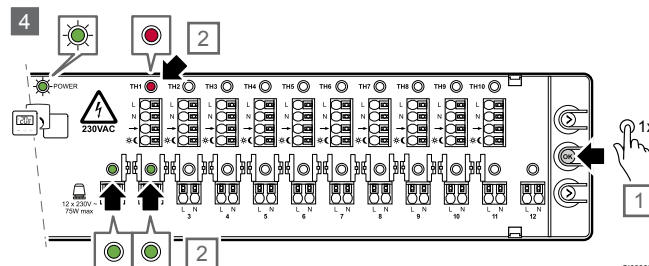 4
2
POWER
TH1 TH2 TH3 TH4 TH5 TH6 TH7 TH8 TH9 TH10
L
N
230VAC
1x
OK
1
12 x 230V ~
75W max
L N L N L N L N L N L N L N L N L N L N
3 4 5 6 7 8 9 10 11 12
2